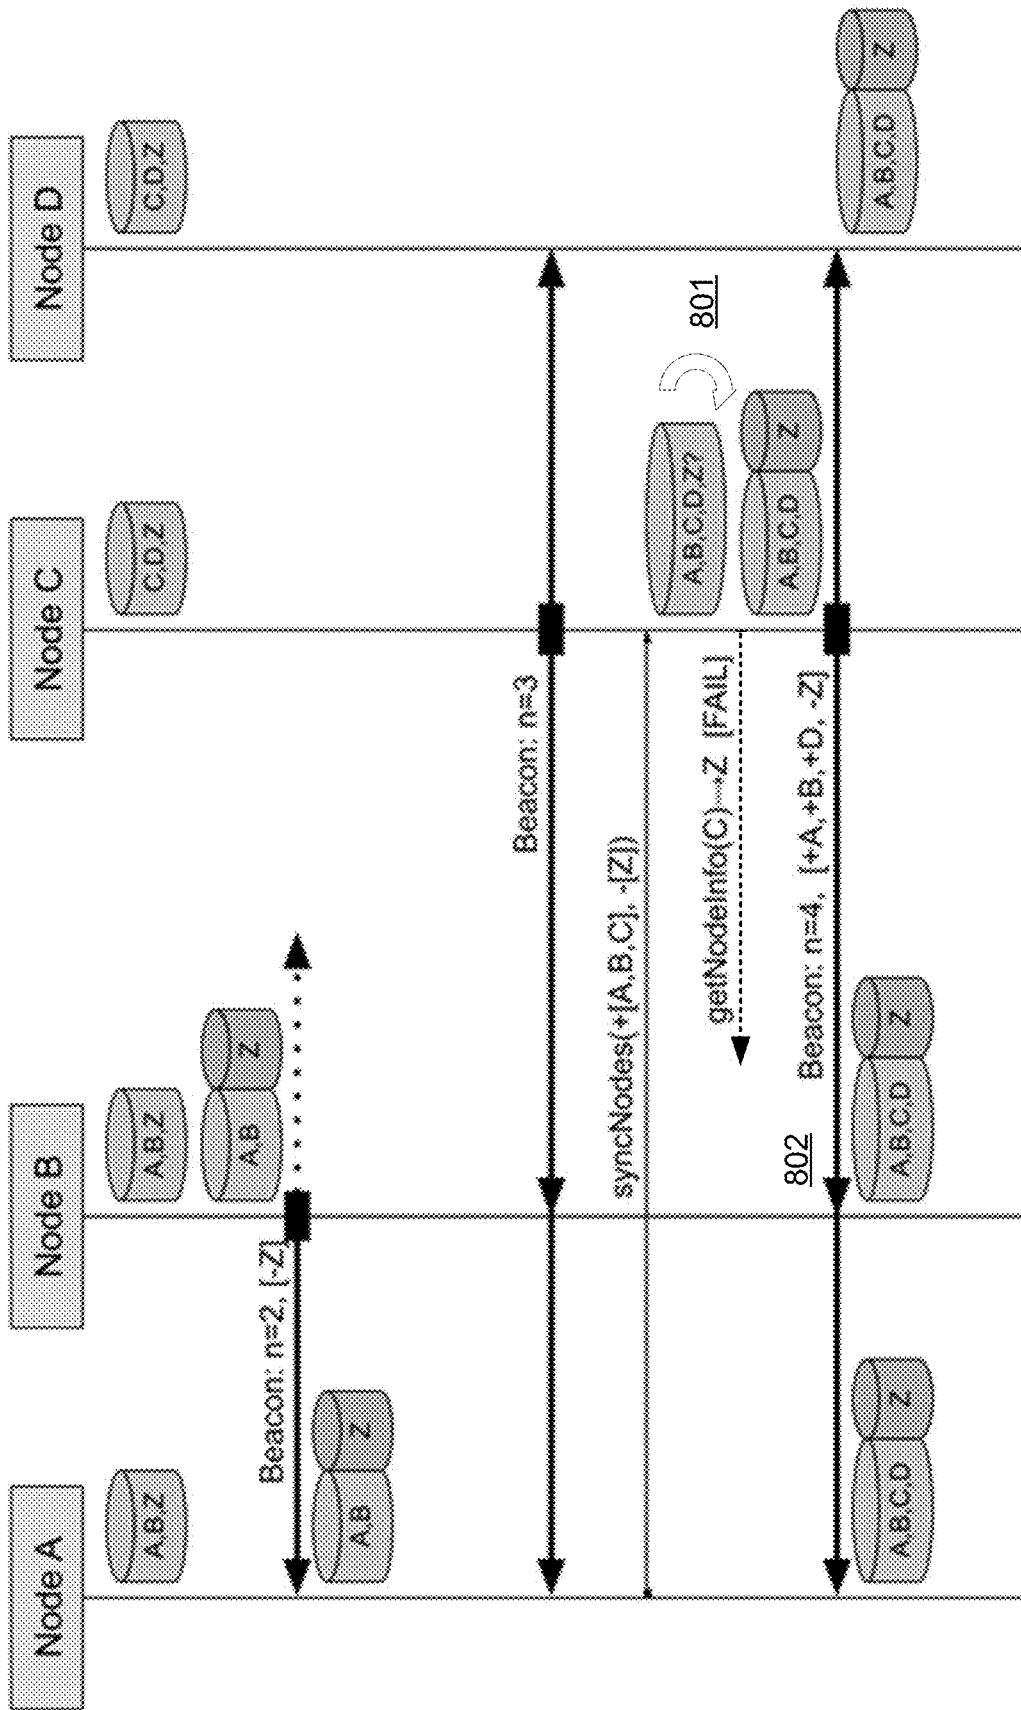 Node A
Node B
Node C
Node D
A,B,Z
A,B,Z
C,D,Z
C,D,Z
A,B
Z
Beacon: n=2, [-Z]
A,B
Z
Beacon: n=3
syncNodes(+[A,B,C], -[Z])
A,B,C,D,Z?
801
getNodeInfo(C)→Z [FAIL]
A,B,C,D
Z
Beacon: n=4, [+A,+B,+D, -Z]
802
A,B,C,D
Z
A,B,C,D
Z
A,B,C,D
Z